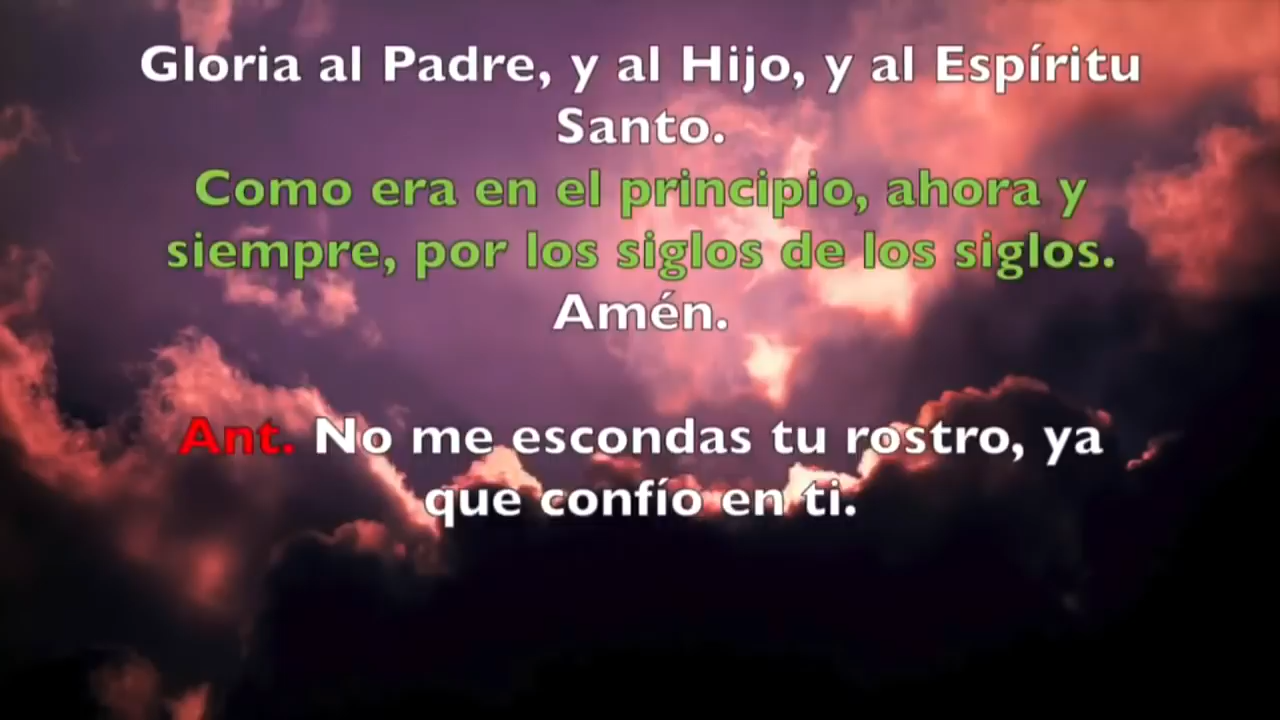 Gloria al Padre, y al Hijo, y al Espíritu
Santo.
Como era en el principio, ahora y
siempre, por los siglos de los siglos.
Amén.
Ant. No me escondas tu rostro, ya
que confío en ti.